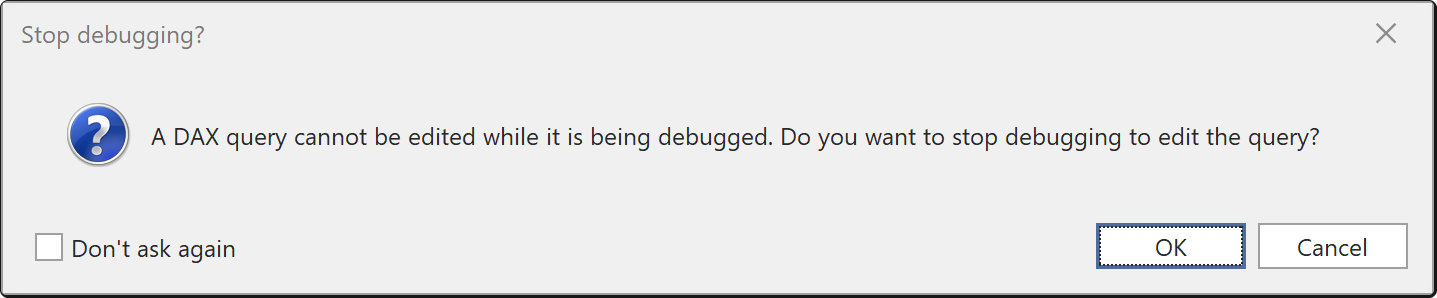 Stop debugging?
A DAX query cannot be edited while it is being debugged. Do you want to stop debugging to edit the query?
Don't ask again
OK
Cancel